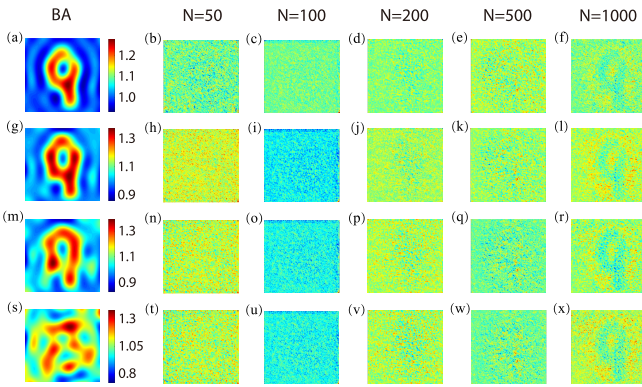 BA N=50 N=100 N=200 N=500 N=1000
(a) (b) (c) (d) (e) (f)
1.2
1.1
1.0
(g) (h) (i) (j) (k) (l)
1.3
1.1
0.9
(m) (n) (o) (p) (q) (r)
1.3
1.1
0.9
(s) (t) (u) (v) (w) (x)
1.3
1.05
0.8